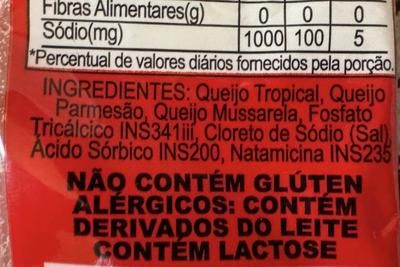 Fibras Alimentares(g) 0 0 0
Sódio(mg) 1000 100 5
*Percentual de valores diários fornecidos pela porção.
INGREDIENTES: Queijo Tropical, Queijo
Parmesão, Queijo Mussarela, Fosfato
Tricálcico INS341iii, Cloreto de Sódio (Sal)
Ácido Sórbico INS200, Natamicina INS235
NÃO CONTÉM GLÚTEN
ALÉRGICOS: CONTÉM
DERIVADOS DO LEITE
CONTÉM LACTOSE